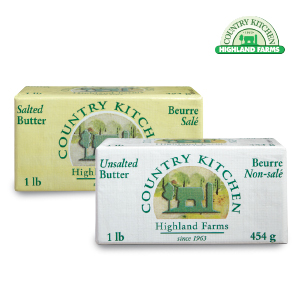 COUNTRY KITCHEN
HIGHLAND FARMS
Salted
Butter
Beurre
Salé
COUNTRY KITCHEN
Highland
1 lb
Unsalted
Butter
Beurre
Non-salé
COUNTRY KITCHEN
Highland Farms
since 1963
1 lb
454 g